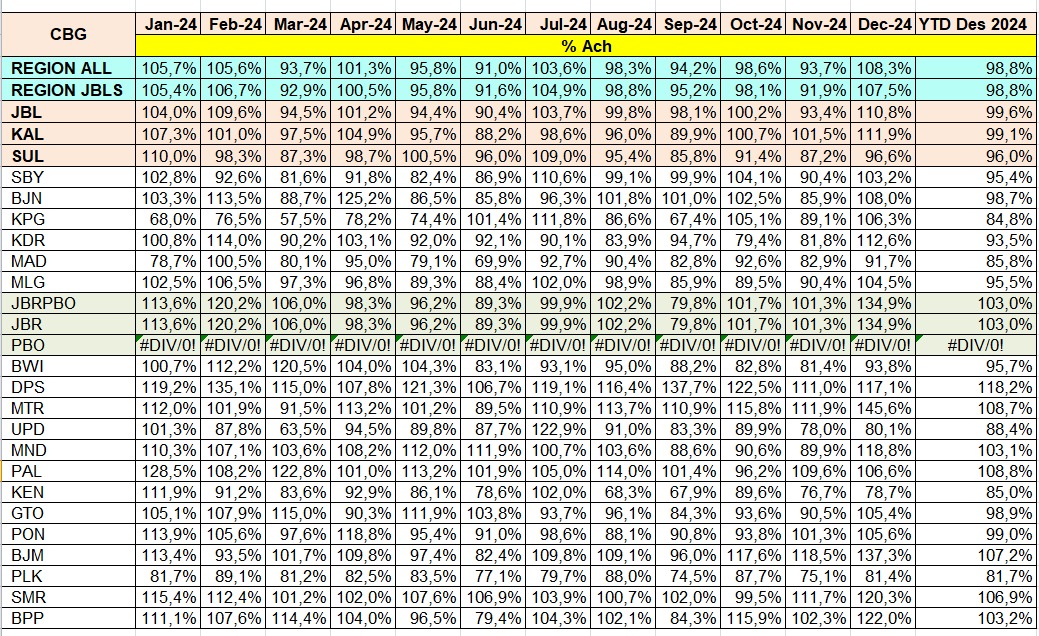 CBG Jan-24 Feb-24 Mar-24 Apr-24 May-24 Jun-24 Jul-24 Aug-24 Sep-24 Oct-24 Nov-24 Dec-24 YTD Des 2024
% Ach
REGION ALL 105,7% 105,6% 93,7% 101,3% 95,8% 91,0% 103,6% 98,3% 94,2% 98,6% 93,7% 108,3% 98,8%
REGION JBLS 105,4% 106,7% 92,9% 100,5% 95,8% 91,6% 104,9% 98,8% 95,2% 98,1% 91,9% 107,5% 98,8%
JBL 104,0% 109,6% 94,5% 101,2% 94,4% 90,4% 103,7% 99,8% 98,1% 100,2% 93,4% 110,8% 99,6%
KAL 107,3% 101,0% 97,5% 104,9% 95,7% 88,2% 98,6% 96,0% 89,9% 100,7% 101,5% 111,9% 99,1%
SUL 110,0% 98,3% 87,3% 98,7% 100,5% 96,0% 109,0% 95,4% 85,8% 91,4% 87,2% 96,6% 96,0%
SBY 102,8% 92,6% 81,6% 91,8% 82,4% 86,9% 110,6% 99,1% 99,9% 104,1% 90,4% 103,2% 95,4%
BJN 103,3% 113,5% 88,7% 125,2% 86,5% 85,8% 96,3% 101,8% 101,0% 102,5% 85,9% 108,0% 98,7%
KPG 68,0% 76,5% 57,5% 78,2% 74,4% 101,4% 111,8% 86,6% 67,4% 105,1% 89,1% 106,3% 84,8%
KDR 100,8% 114,0% 90,2% 103,1% 92,0% 92,1% 90,1% 83,9% 94,7% 79,4% 81,8% 112,6% 93,5%
MAD 78,7% 100,5% 80,1% 95,0% 79,1% 69,9% 92,7% 90,4% 82,8% 92,6% 82,9% 91,7% 85,8%
MLG 102,5% 106,5% 97,3% 96,8% 89,3% 88,4% 102,0% 98,9% 85,9% 89,5% 90,4% 104,5% 95,5%
JBRPBO 113,6% 120,2% 106,0% 98,3% 96,2% 89,3% 99,9% 102,2% 79,8% 101,7% 101,3% 134,9% 103,0%
JBR 113,6% 120,2% 106,0% 98,3% 96,2% 89,3% 99,9% 102,2% 79,8% 101,7% 101,3% 134,9% 103,0%
PBO #DIV/0! #DIV/0! #DIV/0! #DIV/0! #DIV/0! #DIV/0! #DIV/0! #DIV/0! #DIV/0! #DIV/0! #DIV/0! #DIV/0! #DIV/0!
BWI 100,7% 112,2% 120,5% 104,0% 104,3% 83,1% 93,1% 95,0% 88,2% 82,8% 81,4% 93,8% 95,7%
DPS 119,2% 135,1% 115,0% 107,8% 121,3% 106,7% 119,1% 116,4% 137,7% 122,5% 111,0% 117,1% 118,2%
MTR 112,0% 101,9% 91,5% 113,2% 101,2% 89,5% 110,9% 113,7% 110,9% 115,8% 111,9% 145,6% 108,7%
UPD 101,3% 87,8% 63,5% 94,5% 89,8% 87,7% 122,9% 91,0% 83,3% 89,9% 78,0% 80,1% 88,4%
MND 110,3% 107,1% 103,6% 108,2% 112,0% 111,9% 100,7% 103,6% 88,6% 90,6% 89,9% 118,8% 103,1%
PAL 128,5% 108,2% 122,8% 101,0% 113,2% 101,9% 105,0% 114,0% 101,4% 96,2% 109,6% 106,6% 108,8%
KEN 111,9% 91,2% 83,6% 92,9% 86,1% 78,6% 102,0% 68,3% 67,9% 89,6% 76,7% 78,7% 85,0%
GTO 105,1% 107,9% 115,0% 90,3% 111,9% 103,8% 93,7% 96,1% 84,3% 93,6% 90,5% 105,4% 98,9%
PON 113,9% 105,6% 97,6% 118,8% 95,4% 91,0% 98,6% 88,1% 90,8% 93,8% 101,3% 105,6% 99,0%
BJM 113,4% 93,5% 101,7% 109,8% 97,4% 82,4% 109,8% 109,1% 96,0% 117,6% 118,5% 137,3% 107,2%
PLK 81,7% 89,1% 81,2% 82,5% 83,5% 77,1% 79,7% 88,0% 74,5% 87,7% 75,1% 81,4% 81,7%
SMR 115,4% 112,4% 101,2% 102,0% 107,6% 106,9% 103,9% 100,7% 102,0% 99,5% 111,7% 120,3% 106,9%
BPP 111,1% 107,6% 114,4% 104,0% 96,5% 79,4% 104,3% 102,1% 84,3% 115,9% 102,3% 122,0% 103,2%